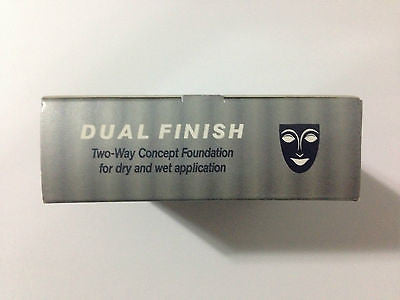 DUAL FINISH
Two-Way Concept Foundation
for dry and wet application